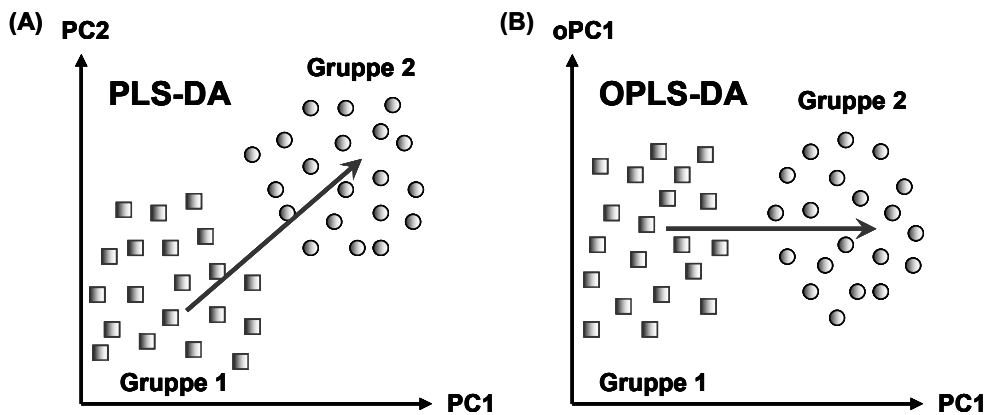 (A)
PC2
PLS-DA
Gruppe 2
Gruppe 1
PC1
(B)
oPC1
OPLS-DA
Gruppe 2
Gruppe 1
PC1